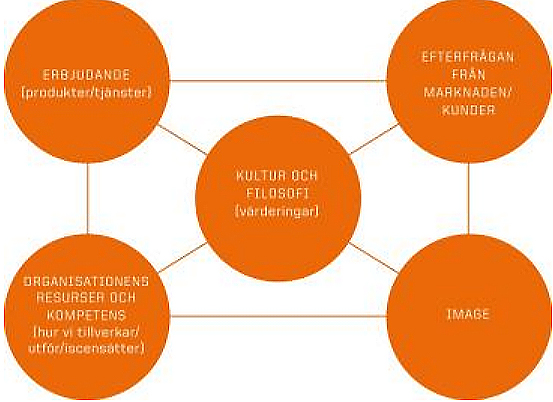 ERBJUDANDE
(produkter/tjänster)
EFTERFRÅGAN
FRÅN
MARKNADEN/
KUNDER
KULTUR OCH
FILOSOFI
(värderingar)
ORGANISATIONENS
RESURSER OCH
KOMPETENS
(hur vi tillverkar/
utför/iscensätter)
IMAGE